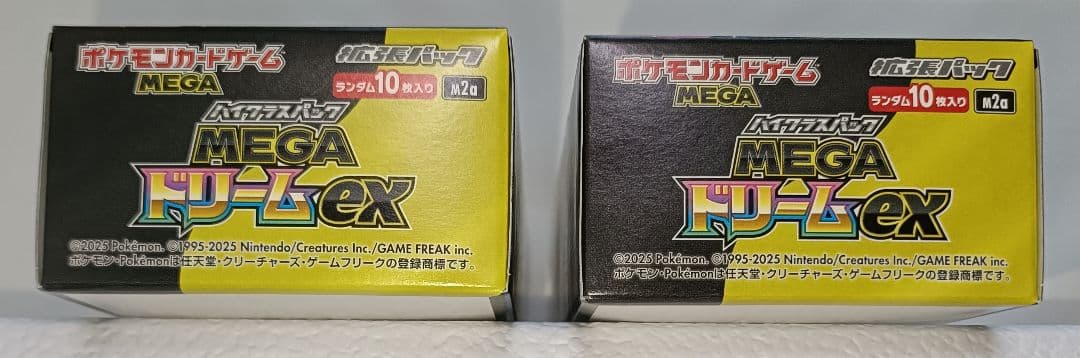 ポケモンカードゲーム
MEGA
拡張パック
ランダム10枚入り M2a
ハイクラスパック
MEGA
ドリームex
©2025 Pokémon. ©1995-2025 Nintendo/Creatures Inc./GAME FREAK inc.
ポケモン・Pokémonは任天堂・クリーチャーズ・ゲームフリークの登録商標です。
ポケモンカードゲーム
MEGA
拡張パック
ランダム10枚入り M2a
ハイクラスパック
MEGA
ドリームex
©2025 Pokémon. ©1995-2025 Nintendo/Creatures Inc./GAME FREAK inc.
ポケモン・Pokémonは任天堂・クリーチャーズ・ゲームフリークの登録商標です。